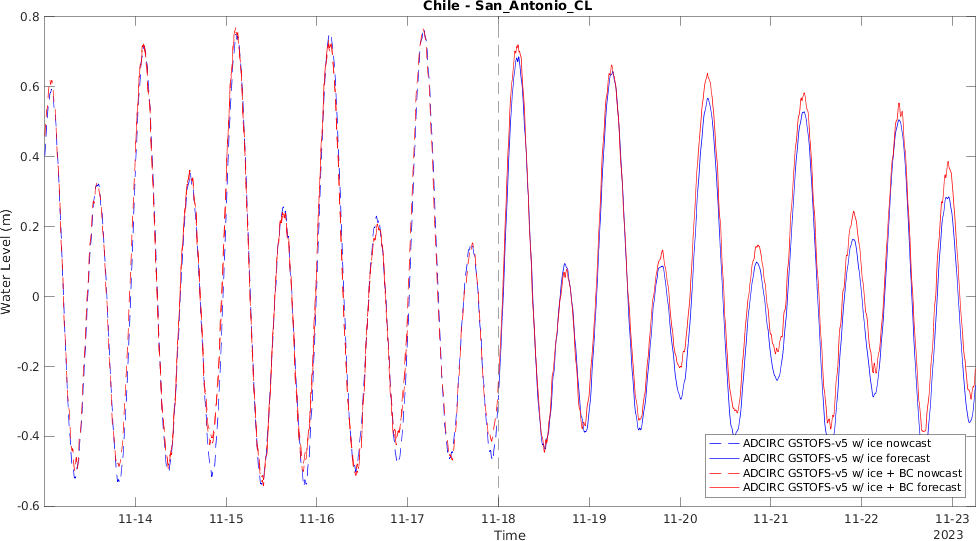 Chile - San_Antonio_CL
Water Level (m)
0.8
0.6
0.4
0.2
0
-0.2
-0.4
-0.6
ADCIRC GSTOFS-v5 w/ ice nowcast
ADCIRC GSTOFS-v5 w/ ice forecast
ADCIRC GSTOFS-v5 w/ ice + BC nowcast
ADCIRC GSTOFS-v5 w/ ice + BC forecast
11-14 11-15 11-16 11-17 11-18 11-19 11-20 11-21 11-22 11-23
Time 2023